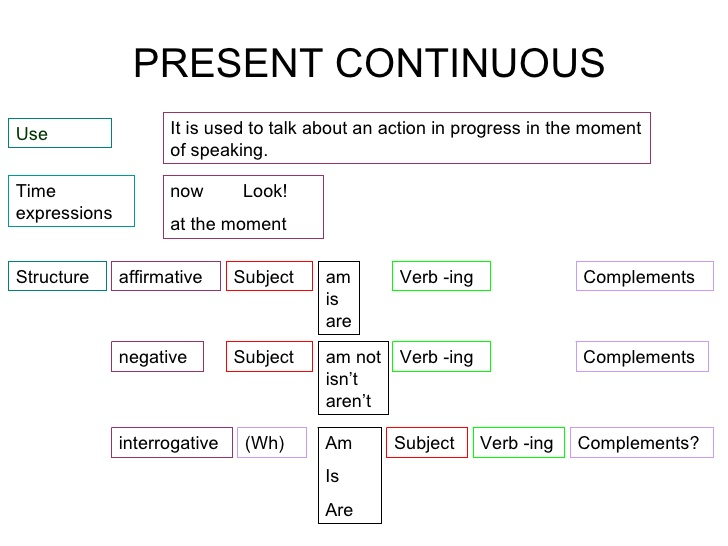 PRESENT CONTINUOUS
Use
It is used to talk about an action in progress in the moment
of speaking.
Time
expressions
now Look!
at the moment
Structure affirmative Subject am Verb -ing Complements
is
are
negative Subject am not Verb -ing Complements
isn't
aren't
interrogative (Wh) Am Subject Verb -ing Complements?
Is
Are